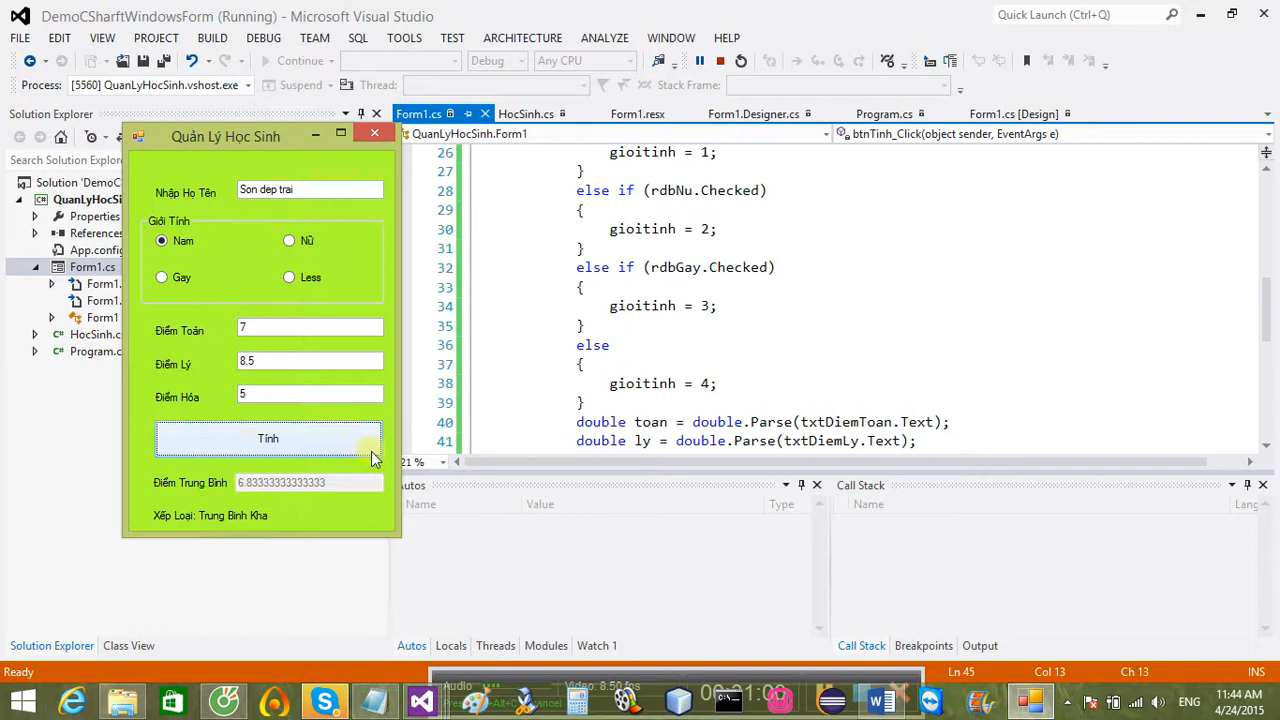 DemoCSharftWindowsForm (Running) - Microsoft Visual Studio
Quick Launch (Ctrl+Q)
FILE EDIT VIEW PROJECT BUILD DEBUG TEAM SQL TOOLS TEST ARCHITECTURE ANALYZE WINDOW HELP
Continue Debug Any CPU
Process: [5560] QuanLyHocSinh.vshost.exe Suspend Thread: Stack Frame:
Solution Explorer
Form1.cs HocSinh.cs Form1.resx Form1.Designer.cs Program.cs Form1.cs [Design]
QuanLyHocSinh.Form1 btnTinh_Click(object sender, EventArgs e)
Search Solution Explo
Solution 'DemoC
QuanLyHocSi
Properties
References
App.config
Form1.cs
Form1.
Form1.
Form1
HocSinh.c
Program.c
Quản Lý Học Sinh
Nhập Họ Tên Son dep trai
Giới Tính
Nam Nữ
Gay Less
Điểm Toán 7
Điểm Lý 8.5
Điểm Hóa 5
Tính
Điểm Trung Bình 6.83333333333333
Xếp Loại: Trung Binh Kha
26 gioitinh = 1;
27 }
28 else if (rdbNu.Checked)
29 {
30 gioitinh = 2;
31 }
32 else if (rdbGay.Checked)
33 {
34 gioitinh = 3;
35 }
36 else
37 {
38 gioitinh = 4;
39 }
40 double toan = double.Parse(txtDiemToan.Text);
41 double ly = double.Parse(txtDiemLy.Text);
21 %
Autos
Name Value Type
Call Stack
Name Lang
Solution Explorer Class View
Autos Locals Threads Modules Watch 1
Call Stack Breakpoints Output
Ready Ln 45 Col 13 Ch 13 INS
Audio Video: 8.50 fps
ENG
11:44 AM
4/24/2015